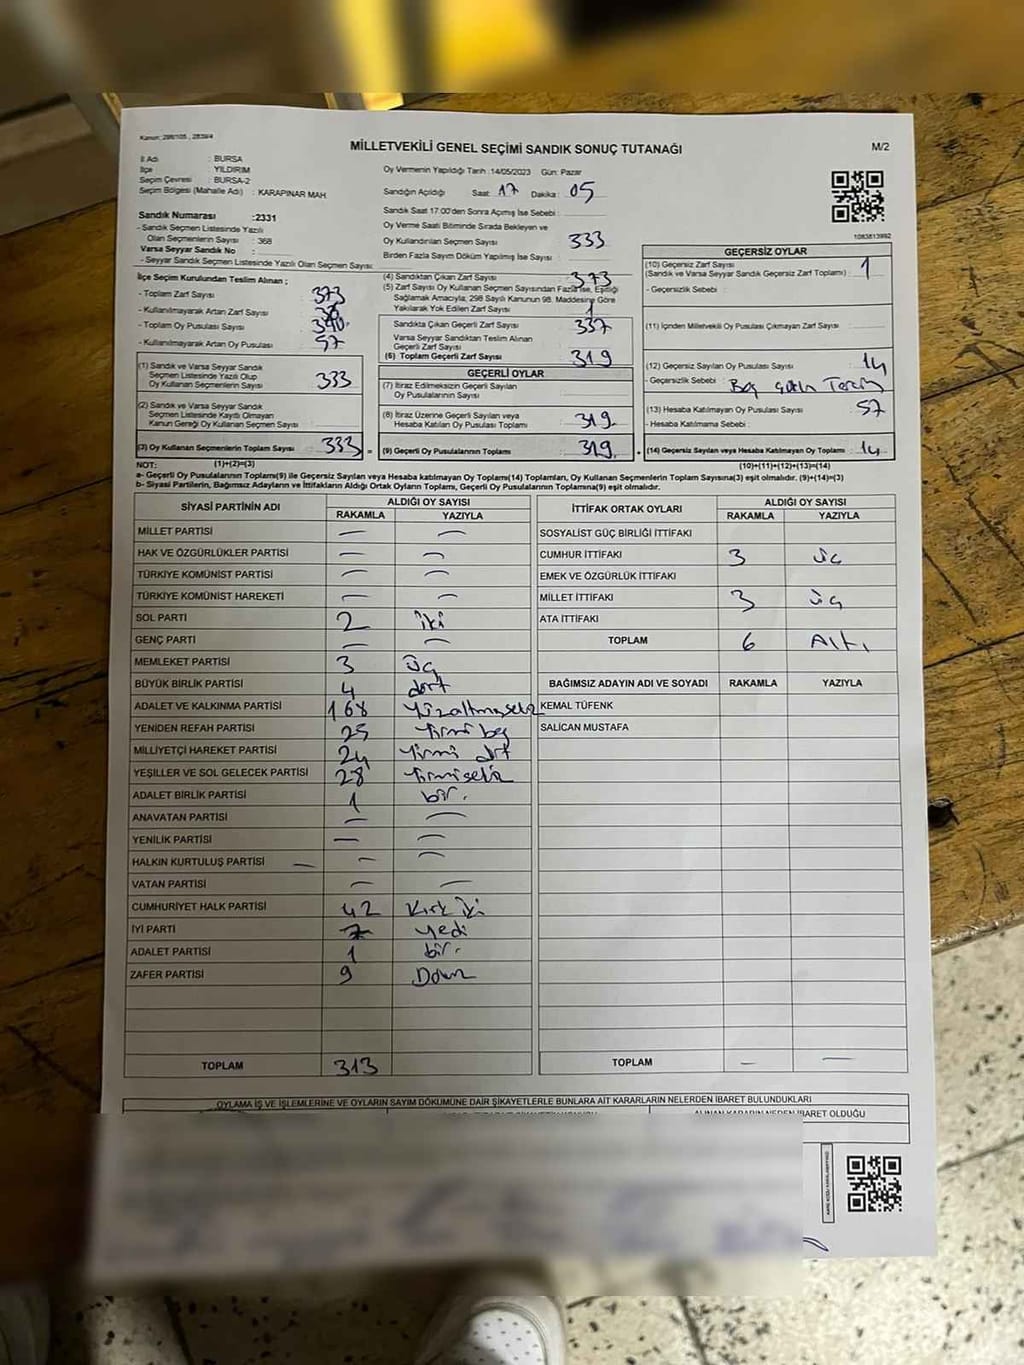 Kanun: 298/105 , 2839/4
MİLLETVEKİLİ GENEL SEÇİMİ SANDIK SONUÇ TUTANAĞI
M/2
İl Adı : BURSA
İlçe : YILDIRIM
Seçim Çevresi : BURSA-2
Seçim Bölgesi (Mahalle Adı) : KARAPINAR MAH
Sandık Numarası :2331
- Sandık Seçmen Listesinde Yazılı
Olan Seçmenlerin Sayısı : 368
Varsa Seyyar Sandık No :
- Seyyar Sandık Seçmen Listesinde Yazılı Olan Seçmen Sayısı:
Oy Vermenin Yapıldığı Tarih :14/05/2023 Gün: Pazar
Sandığın Açıldığı Saat: 17 Dakika: 05
Sandık Saat 17:00'den Sonra Açımış İse Sebebi :
Oy Verme Saati Bitiminde Sırada Bekleyen ve
Oy Kullandırılan Seçmen Sayısı 333
Birden Fazla Sayım Döküm Yapılmış İse Sayısı :
1083813992
İlçe Seçim Kurulundan Teslim Alınan ;
- Toplam Zarf Sayısı 373
- Kullanılmayarak Artan Zarf Sayısı
- Toplam Oy Pusulası Sayısı 390
- Kullanılmayarak Artan Oy Pusulası 57
(1) Sandık ve Varsa Seyyar Sandık
Seçmen Listesinde Yazılı Olup
Oy Kullanan Seçmenlerin Sayısı 333
(2) Sandık ve Varsa Seyyar Sandık
Seçmen Listesinde Kayıtlı Olmayan
Kanun Gereği Oy Kullanan Seçmen Sayısı
(3) Oy Kullanan Seçmenlerin Toplam Sayısı 333 =
(1)+(2)=(3)
(4) Sandıktan Çıkan Zarf Sayısı 373
(5) Zarf Sayısı Oy Kullanan Seçmen Sayısından Fazla İse, Eşitliği
Sağlamak Amacıyla, 298 Sayılı Kanunun 98. Maddesine Göre
Yakılarak Yok Edilen Zarf Sayısı 1
Sandıkta Çıkan Geçerli Zarf Sayısı 337
Varsa Seyyar Sandıktan Teslim Alınan
Geçerli Zarf Sayısı
(6) Toplam Geçerli Zarf Sayısı 319
GEÇERLİ OYLAR
(7) İtiraz Edilmeksizin Geçerli Sayılan
Oy Pusulalarının Sayısı
(8) İtiraz Üzerine Geçerli Sayılan veya
Hesaba Katılan Oy Pusulası Toplamı 319
(9) Geçerli Oy Pusulalarının Toplamı 319 +
GEÇERSİZ OYLAR
(10) Geçersiz Zarf Sayısı
(Sandık ve Varsa Seyyar Sandık Geçersiz Zarf Toplamı) : 1
- Geçersizlik Sebebi :
(11) İçinden Milletvekili Oy Pusulası Çıkmayan Zarf Sayısı
(12) Geçersiz Sayılan Oy Pusulası Sayısı 14
- Geçersizlik Sebebi :
(13) Hesaba Katılmayan Oy Pusulası Sayısı 57
- Hesaba Katılmama Sebebi :
(14) Geçersiz Sayılan veya Hesaba Katılmayan Oy Toplamı 14
(10)+(11)+(12)+(13)=(14)
NOT:
a- Geçerli Oy Pusulalarının Toplamı(9) ile Geçersiz Sayılan veya Hesaba katılmayan Oy Toplamı(14) Toplamları, Oy Kullanan Seçmenlerin Toplam Sayısına(3) eşit olmalıdır. (9)+(14)=(3)
b- Siyasi Partilerin, Bağımsız Adayların ve İttifakların Aldığı Ortak Oyların Toplamı, Geçerli Oy Pusulalarının Toplamına(9) eşit olmalıdır.
SİYASİ PARTİNİN ADI ALDIĞI OY SAYISI
RAKAMLA YAZIYLA
MİLLET PARTİSİ —  —
HAK VE ÖZGÜRLÜKLER PARTİSİ — —
TÜRKİYE KOMÜNİST PARTİSİ — —
TÜRKİYE KOMÜNİST HAREKETİ — —
SOL PARTİ 2 iki
GENÇ PARTİ — —
MEMLEKET PARTİSİ 3 üç
BÜYÜK BİRLİK PARTİSİ 4 dört
ADALET VE KALKINMA PARTİSİ 168 Yüzaltmışsekiz
YENİDEN REFAH PARTİSİ 25 Yirmi beş
MİLLİYETÇİ HAREKET PARTİSİ 24 Yirmi dört
YEŞİLLER VE SOL GELECEK PARTİSİ 28 Yirmisekiz
ADALET BİRLİK PARTİSİ 1 bir.
ANAVATAN PARTİSİ — —
YENİLİK PARTİSİ — —
HALKIN KURTULUŞ PARTİSİ — — —
VATAN PARTİSİ — —
CUMHURİYET HALK PARTİSİ 42 Kırk iki
İYİ PARTİ 7 yedi
ADALET PARTİSİ 1 bir.
ZAFER PARTİSİ 9 Dokuz
TOPLAM 313
İTTİFAK ORTAK OYLARI ALDIĞI OY SAYISI
RAKAMLA YAZIYLA
SOSYALİST GÜÇ BİRLİĞİ İTTİFAKI
CUMHUR İTTİFAKI 3 üç
EMEK VE ÖZGÜRLÜK İTTİFAKI
MİLLET İTTİFAKI 3 üç
ATA İTTİFAKI
TOPLAM 6 Altı
BAĞIMSIZ ADAYIN ADI VE SOYADI RAKAMLA YAZIYLA
KEMAL TÜFENK
SALİCAN MUSTAFA
TOPLAM — —
OYLAMA İŞ VE İŞLEMLERİNE VE OYLARIN SAYIM DÖKÜMÜNE DAİR ŞİKAYETLERLE BUNLARA AİT KARARLARIN NELERDEN İBARET BULUNDUKLARI
ALINAN KARARIN NEDEN İBARET OLDUĞU